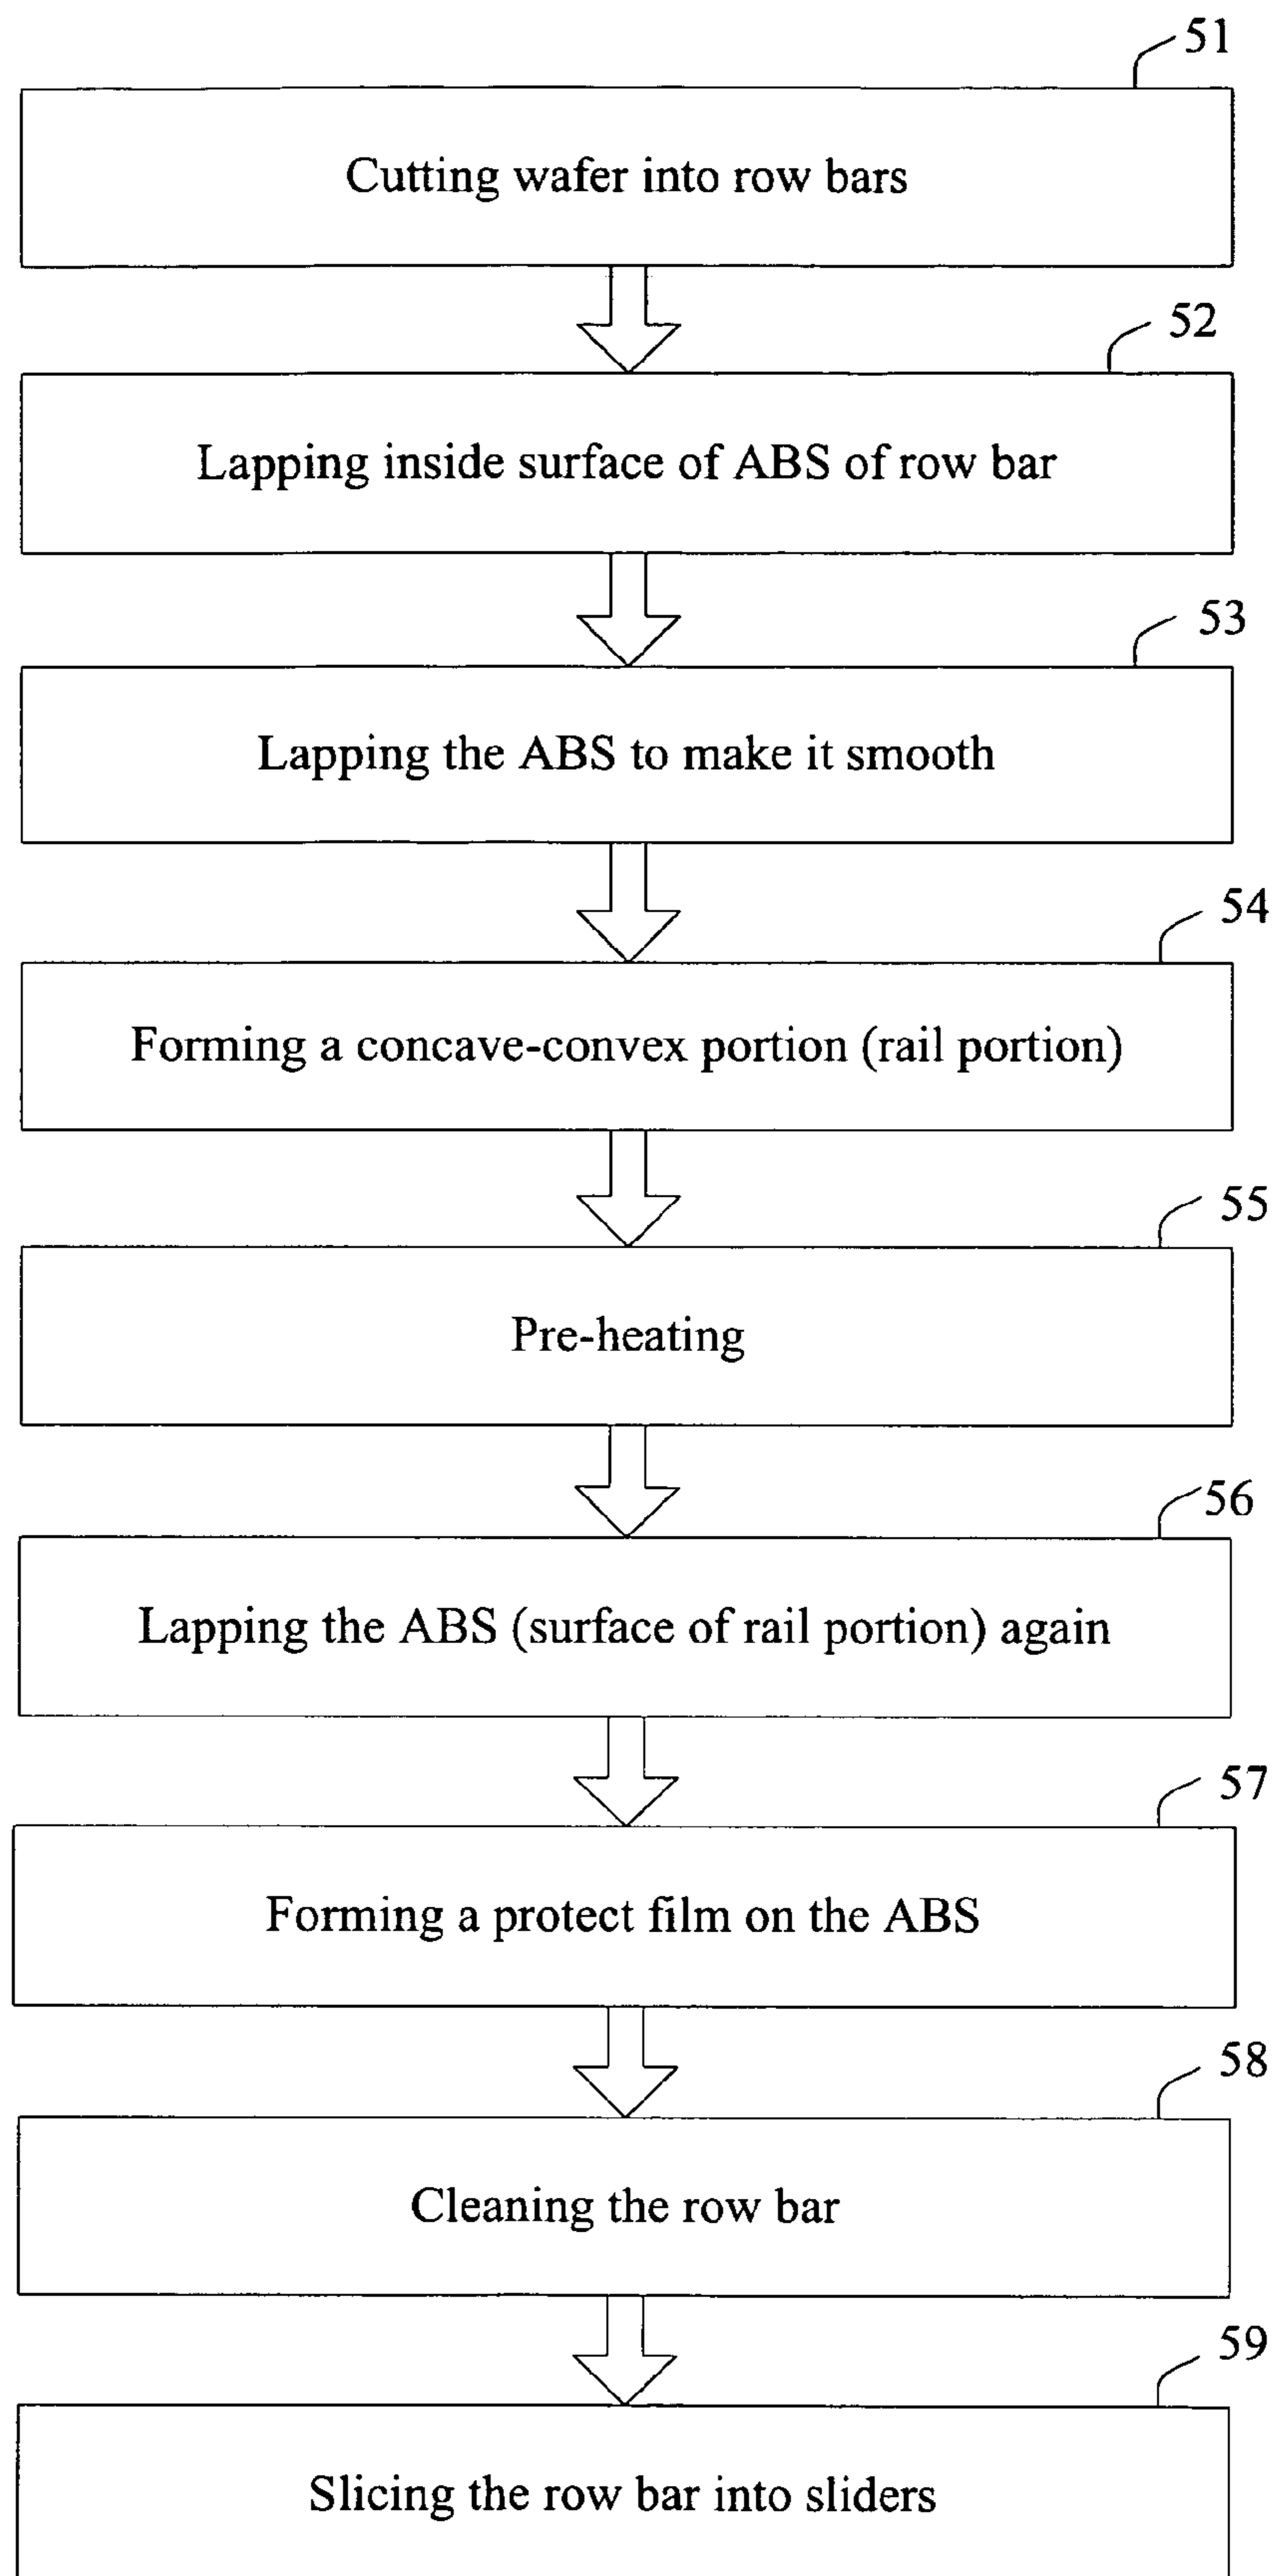 51
Cutting wafer into row bars
52
Lapping inside surface of ABS of row bar
53
Lapping the ABS to make it smooth
54
Forming a concave-convex portion (rail portion)
55
Pre-heating
56
Lapping the ABS (surface of rail portion) again
57
Forming a protect film on the ABS
58
Cleaning the row bar
59
Slicing the row bar into sliders